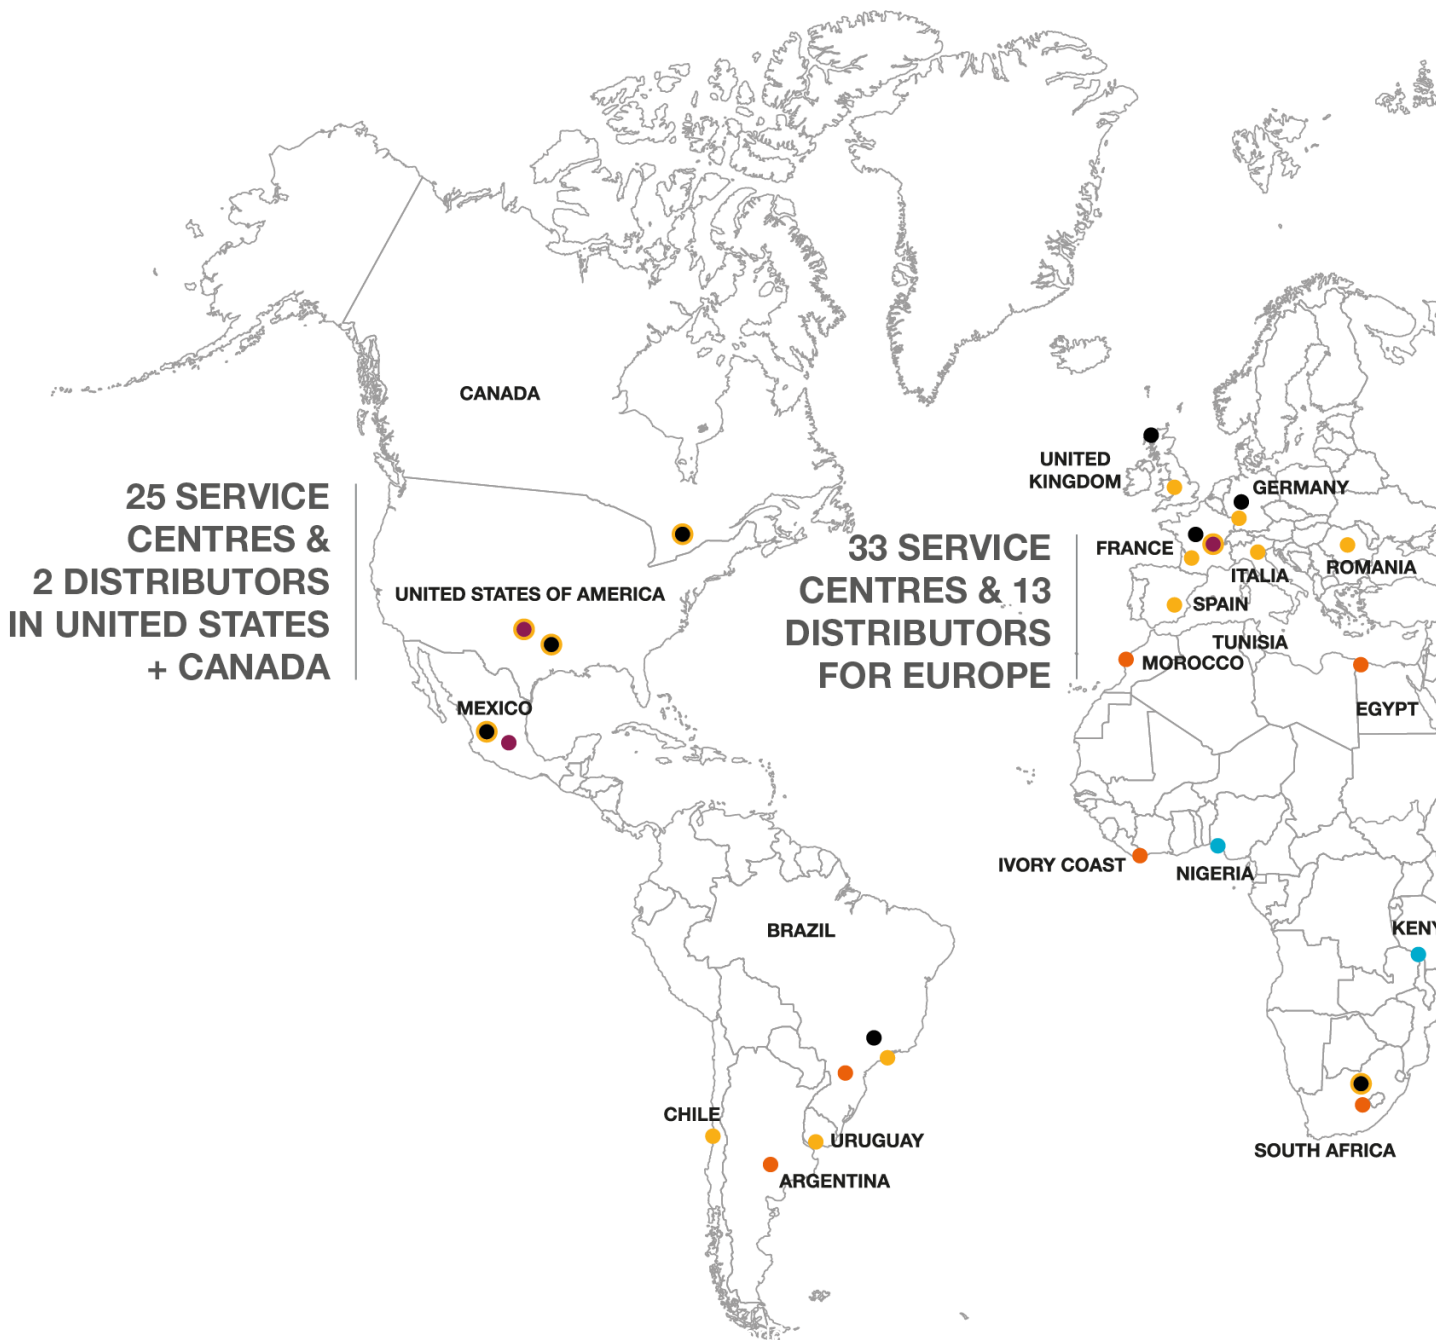 CANADA
25 SERVICE
CENTRES &
2 DISTRIBUTORS
IN UNITED STATES
+ CANADA
UNITED STATES OF AMERICA
MEXICO
UNITED
KINGDOM
GERMANY
33 SERVICE
CENTRES & 13
DISTRIBUTORS
FOR EUROPE
FRANCE
ITALIA
ROMANIA
SPAIN
TUNISIA
MOROCCO
EGYPT
IVORY COAST
NIGERIA
KENY
BRAZIL
CHILE
URUGUAY
ARGENTINA
SOUTH AFRICA